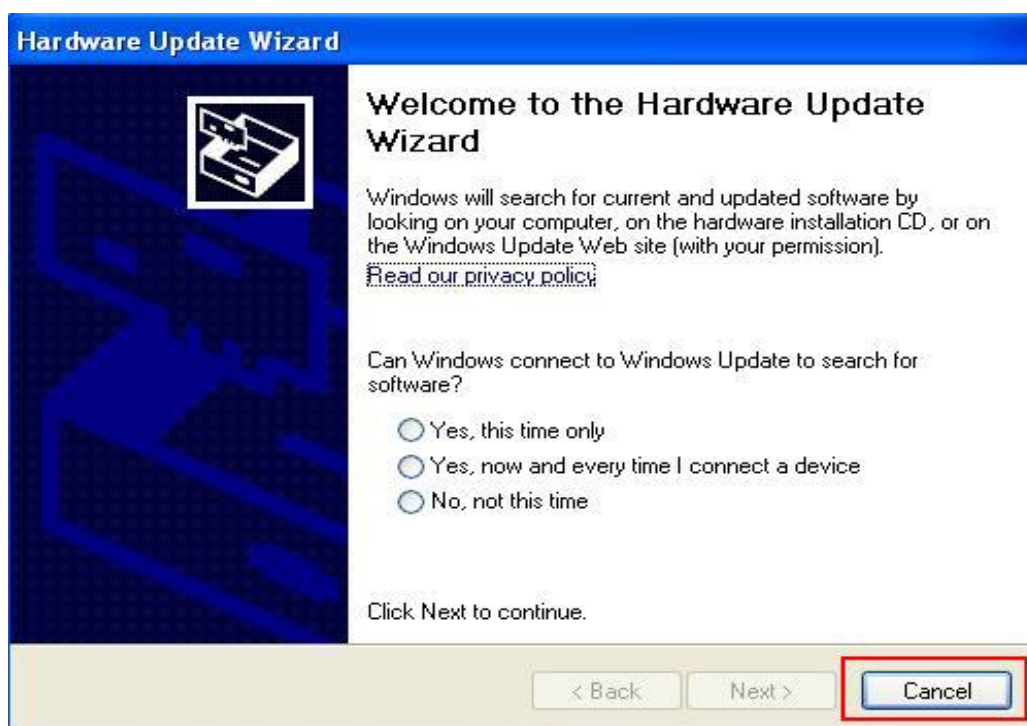 Hardware Update Wizard
Welcome to the Hardware Update
Wizard
Windows will search for current and updated software by
looking on your computer, on the hardware installation CD, or on
the Windows Update Web site (with your permission).
Read our privacy policy
Can Windows connect to Windows Update to search for
software?
Yes, this time only
Yes, now and every time I connect a device
No, not this time
Click Next to continue.
< Back
Next >
Cancel